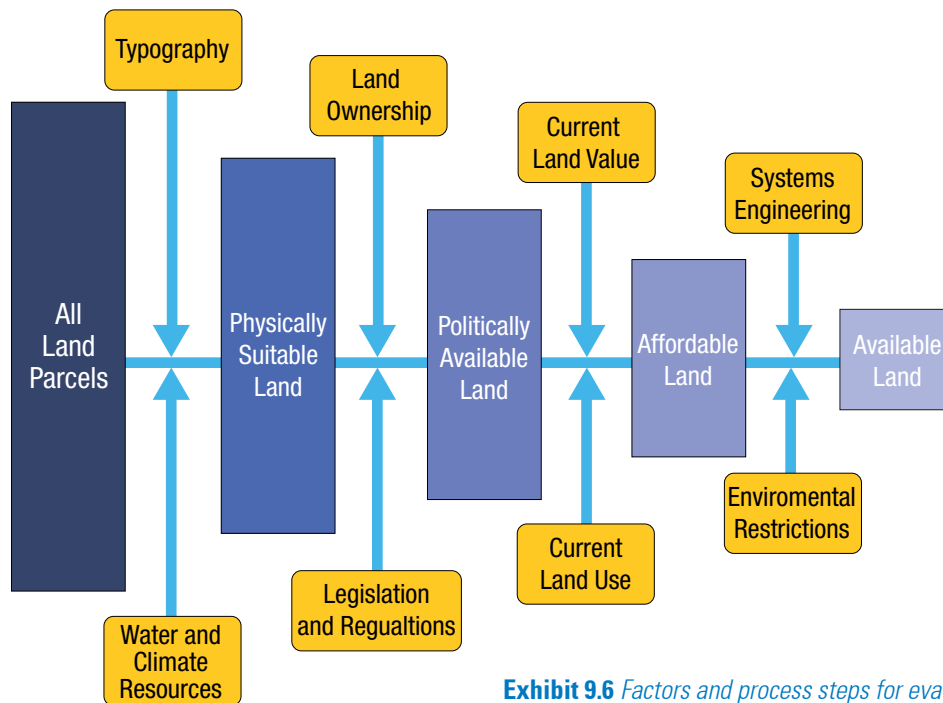 Typography
Land
Ownership
Current
Land Value
Systems
Engineering
All
Land
Parcels
Physically
Suitable
Land
Politically
Available
Land
Affordable
Land
Available
Land
Water and
Climate
Resources
Legislation
and Regualtions
Current
Land Use
Enviromental
Restrictions
Exhibit 9.6 Factors and process steps for eva